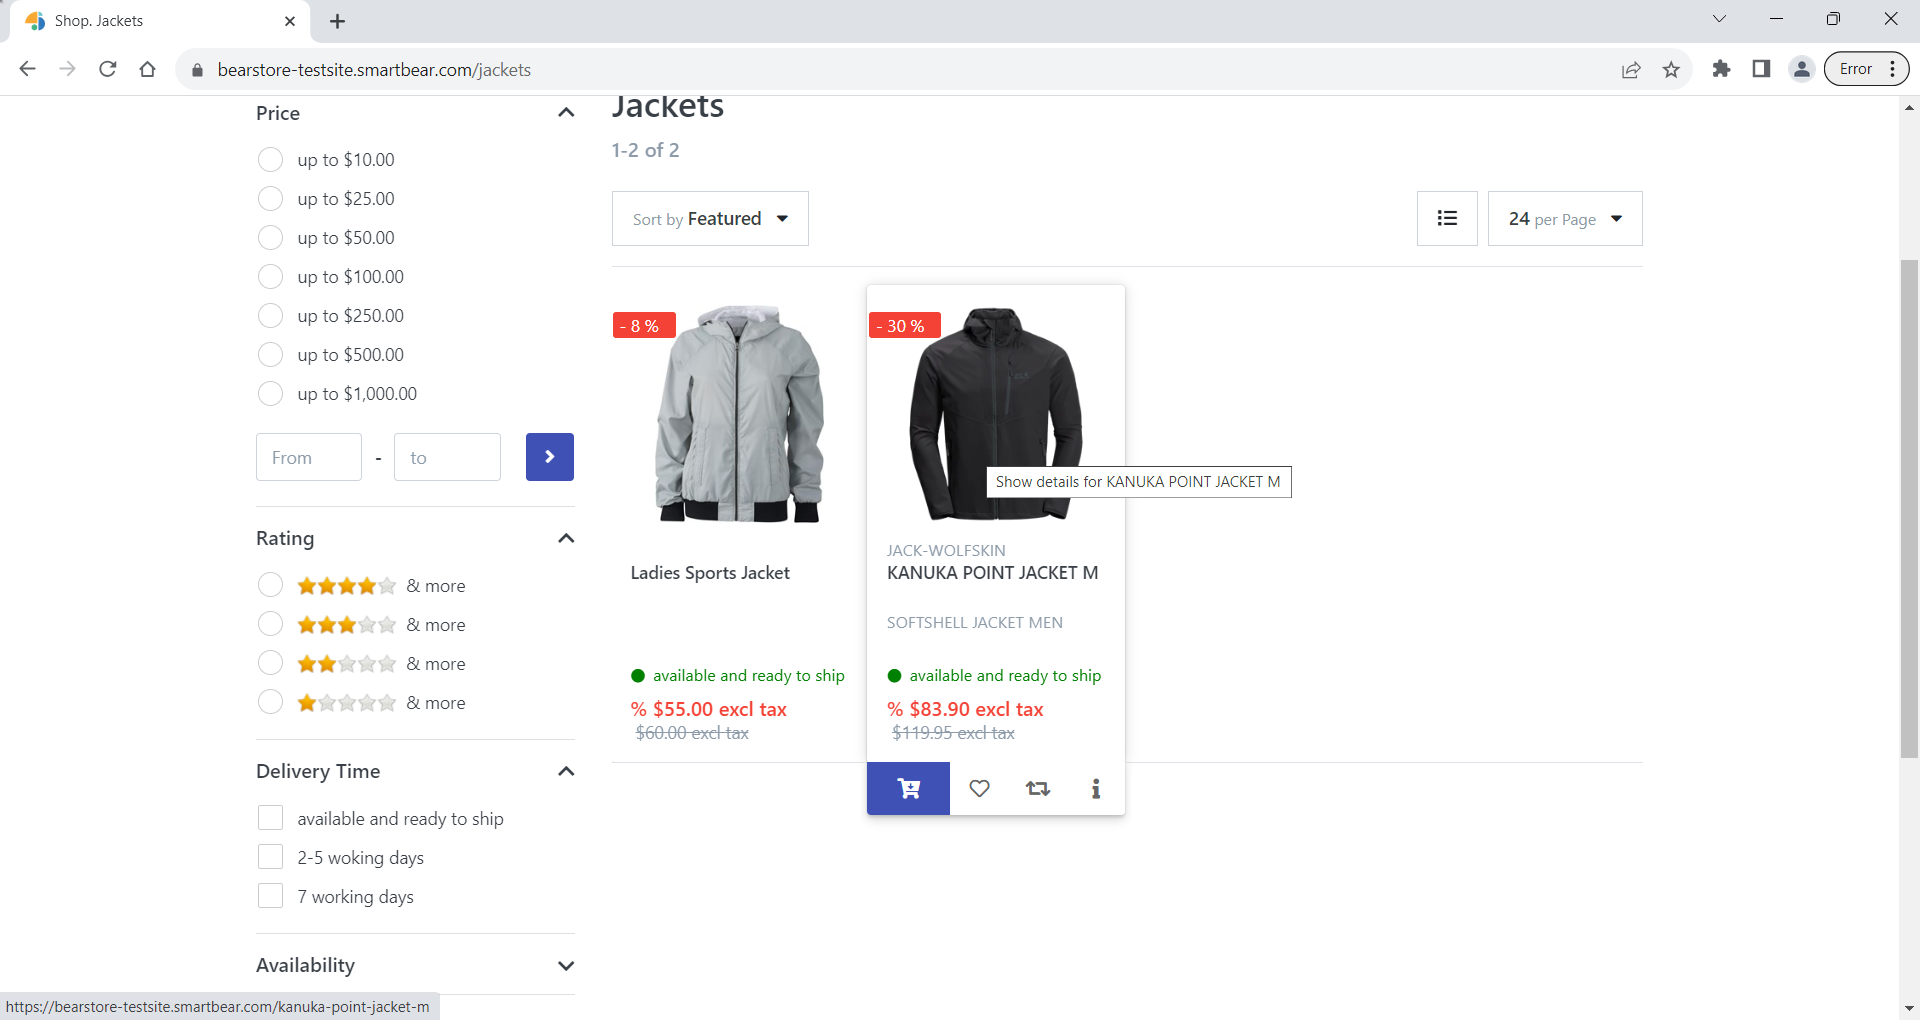 Shop. Jackets
bearstore-testsite.smartbear.com/jackets
Error
Price
up to $10.00
up to $25.00
up to $50.00
up to $100.00
up to $250.00
up to $500.00
up to $1,000.00
From - to
Rating
& more
& more
& more
& more
Delivery Time
available and ready to ship
2-5 woking days
7 working days
Availability
Jackets
1-2 of 2
Sort by Featured
24 per Page
- 8 %
Ladies Sports Jacket
available and ready to ship
% $55.00 excl tax
$60.00 excl tax
- 30 %
Show details for KANUKA POINT JACKET M
JACK-WOLFSKIN
KANUKA POINT JACKET M
SOFTSHELL JACKET MEN
available and ready to ship
% $83.90 excl tax
$119.95 excl tax
https://bearstore-testsite.smartbear.com/kanuka-point-jacket-m